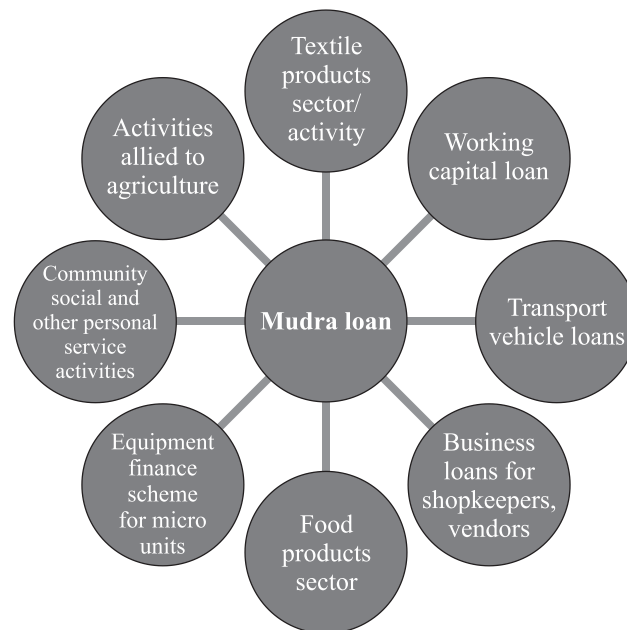 Textile
products
sector/
activity
Working
capital loan
Transport
vehicle loans
Business
loans for
shopkeepers,
vendors
Food
products
sector
Equipment
finance
scheme
for micro
units
Community
social and
other personal
service
activities
Activities
allied to
agriculture
Mudra loan